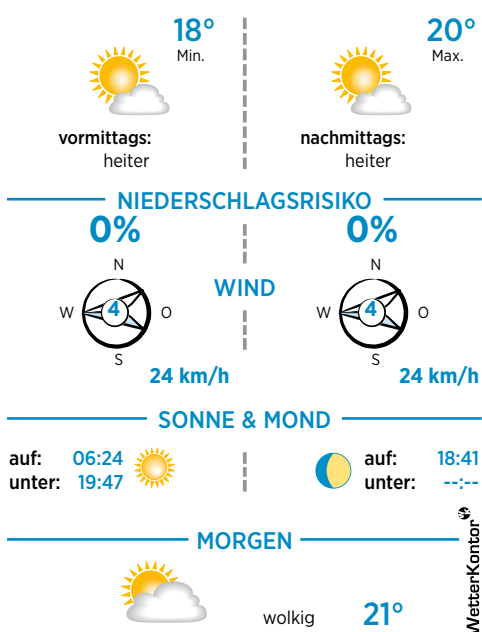 18° 20°
Min. Max.
vormittags: nachmittags:
heiter heiter
NIEDERSCHLAGSRISIKO
0% 0%
N N
WIND
W 4 O W 4 O
S S
24 km/h 24 km/h
SONNE & MOND
auf: 06:24 auf: 18:41
unter: 19:47 unter: --:--
MORGEN
wolkig 21°
WetterKontor